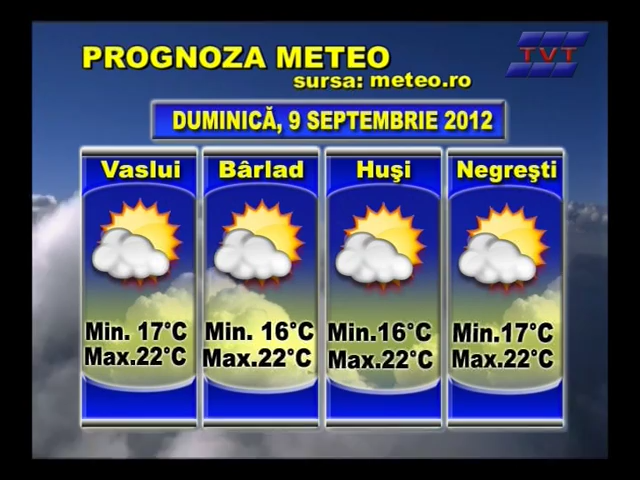 PROGNOZA METEO
sursa: meteo.ro
TVT
DUMINICĂ, 9 SEPTEMBRIE 2012
Vaslui
Min. 17°C
Max.22°C
Bârlad
Min. 16°C
Max.22°C
Huşi
Min.16°C
Max.22°C
Negreşti
Min.17°C
Max.22°C